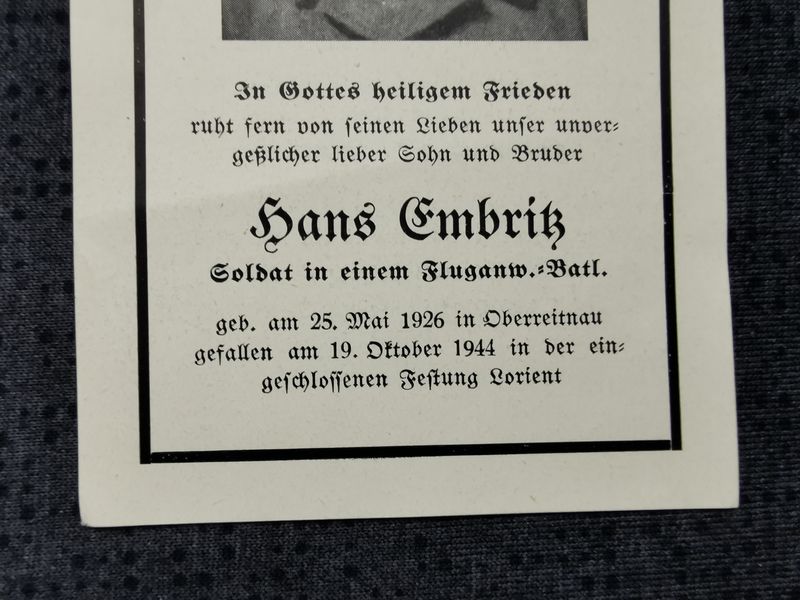 In Gottes heiligem Frieden
ruht fern von seinen Lieben unser unver-
geßlicher lieber Sohn und Bruder
Hans Embritz
Soldat in einem Fluganw.-Batl.
geb. am 25. Mai 1926 in Oberreitnau
gefallen am 19. Oktober 1944 in der ein-
geschlossenen Festung Lorient